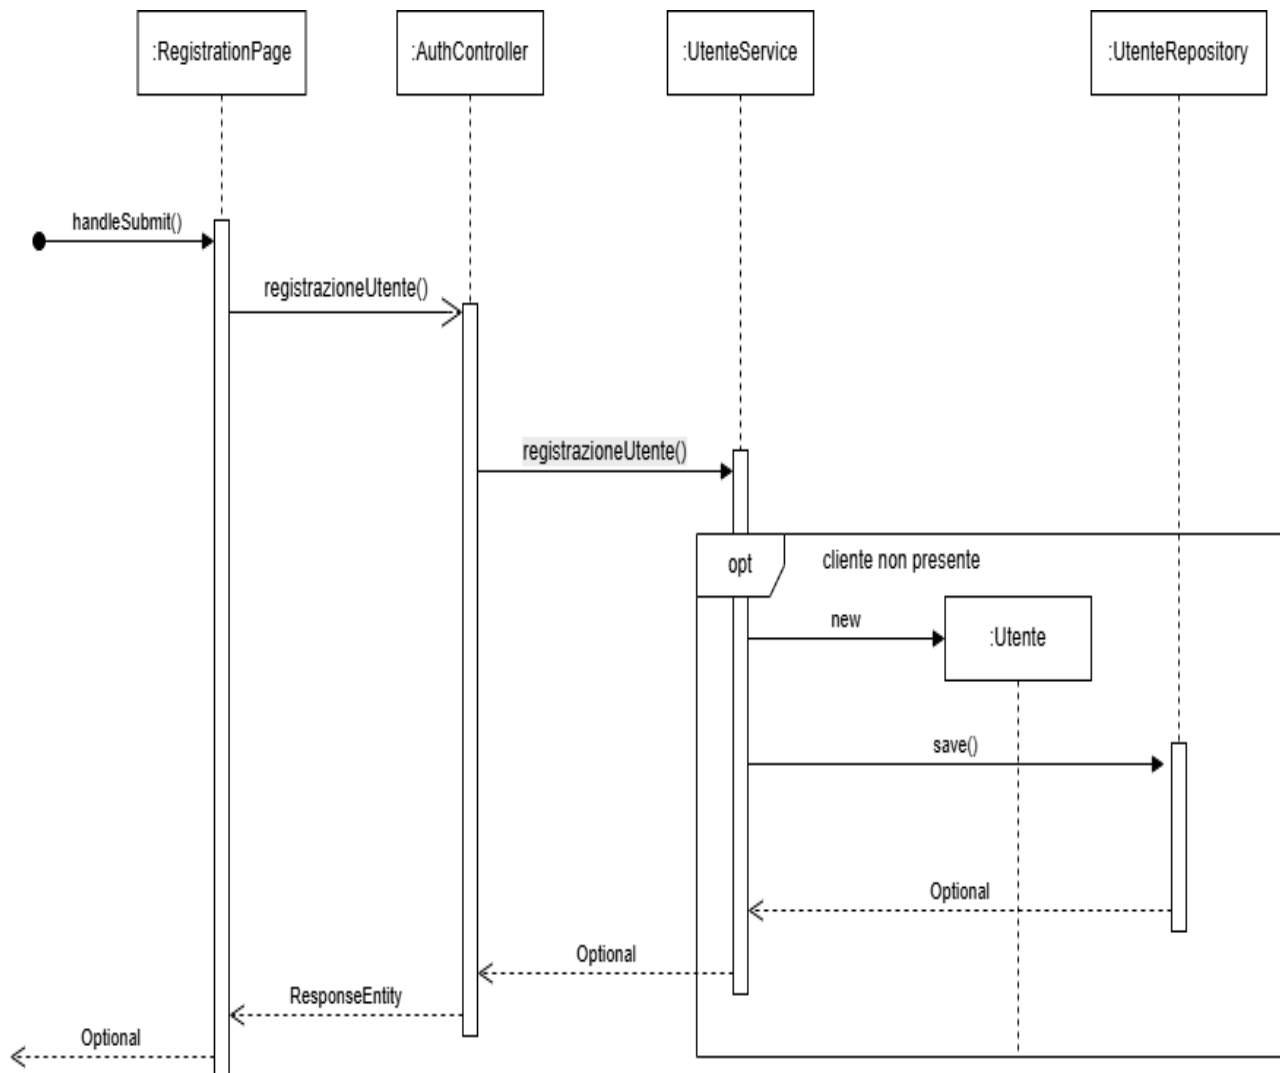 :RegistrationPage
:AuthController
:UtenteService
:UtenteRepository
handleSubmit()
registrazioneUtente()
registrazioneUtente()
opt
cliente non presente
new
:Utente
save()
Optional
Optional
ResponseEntity
Optional